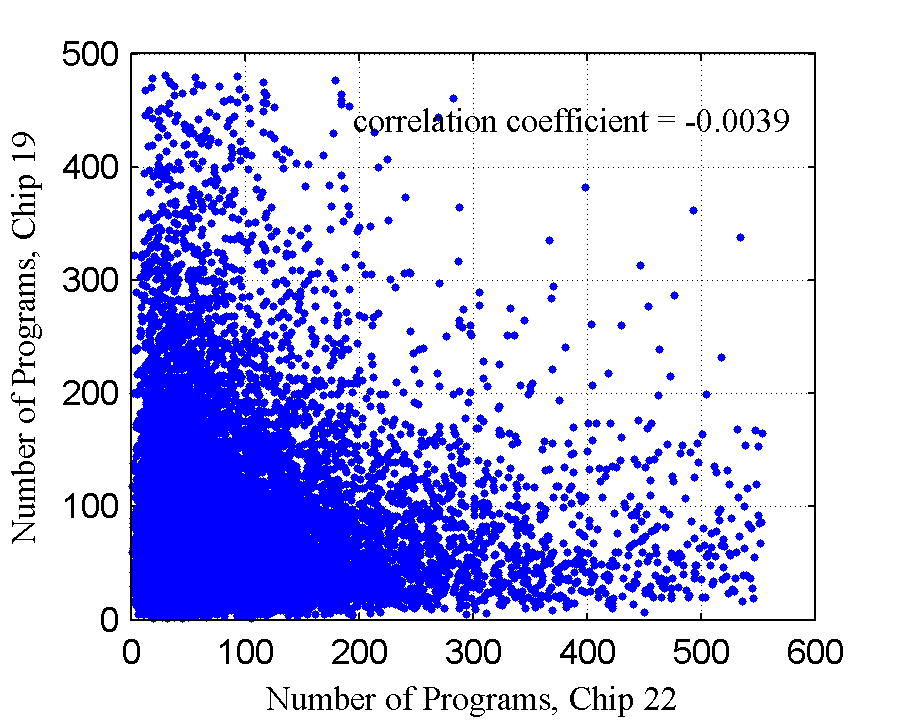 500
correlation coefficient = -0.0039
400
300
200
100
0
Number of Programs, Chip 19
0 100 200 300 400 500 600
Number of Programs, Chip 22